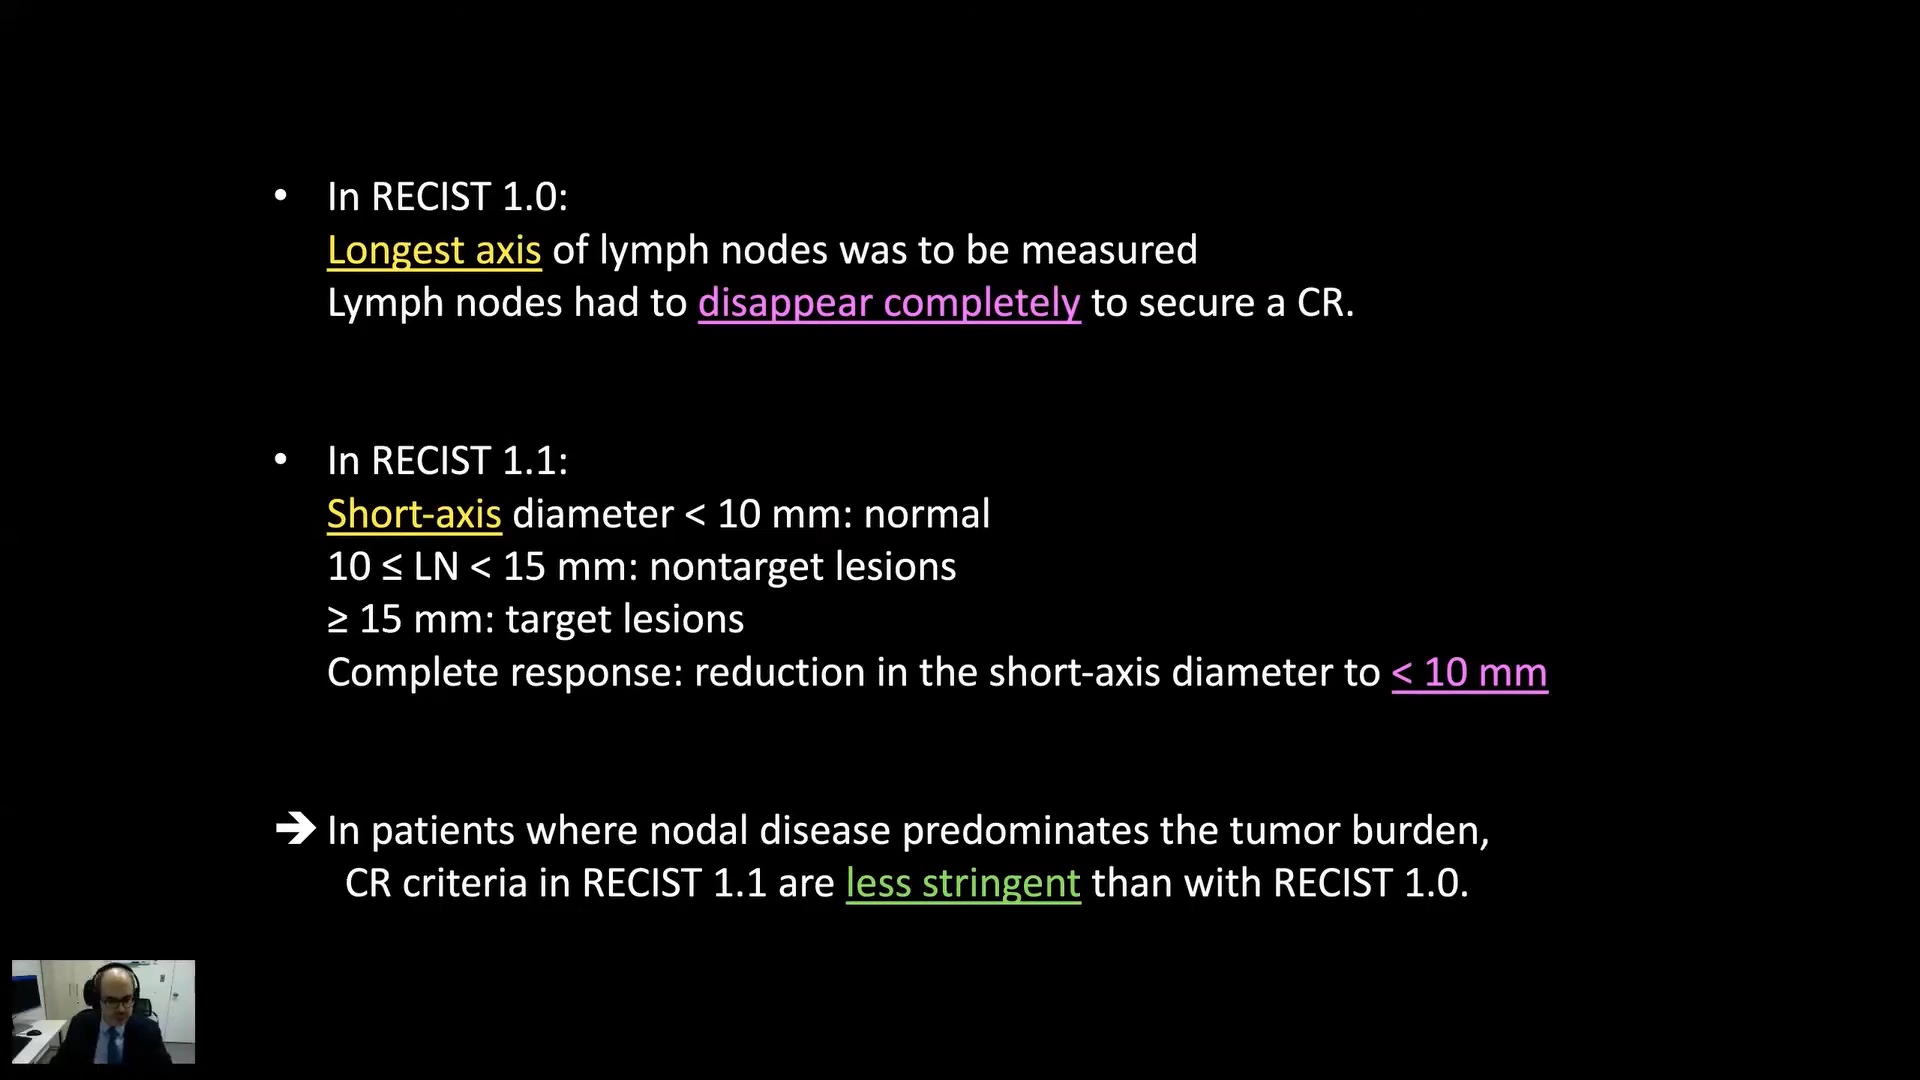 • In RECIST 1.0:
Longest axis of lymph nodes was to be measured
Lymph nodes had to disappear completely to secure a CR.
• In RECIST 1.1:
Short-axis diameter < 10 mm: normal
10 ≤ LN < 15 mm: nontarget lesions
≥ 15 mm: target lesions
Complete response: reduction in the short-axis diameter to < 10 mm
➔ In patients where nodal disease predominates the tumor burden,
CR criteria in RECIST 1.1 are less stringent than with RECIST 1.0.